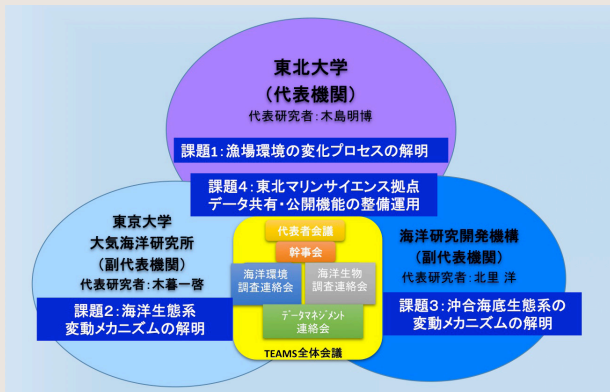 東北大学
(代表機関)
代表研究者:木島明博
課題1:漁場環境の変化プロセスの解明
課題4:東北マリンサイエンス拠点
データ共有・公開機能の整備運用
東京大学
大気海洋研究所
(副代表機関)
代表研究者:木暮一啓
課題2:海洋生態系
変動メカニズムの解明
代表者会議
幹事会
海洋環境
調査連絡会
海洋生物
調査連絡会
データマネジメント
連絡会
TEAMS全体会議
海洋研究開発機構
(副代表機関)
代表研究者:北里 洋
課題3:沖合海底生態系の
変動メカニズムの解明